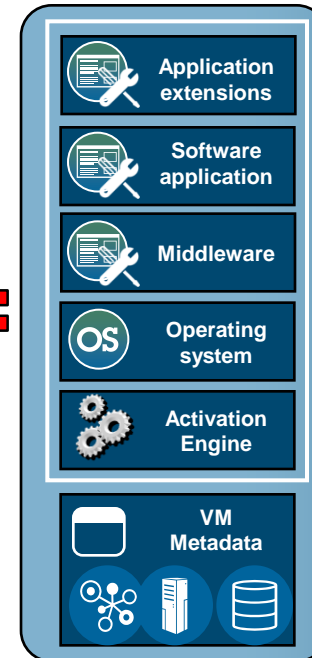 Application
extensions
Software
application
Middleware
OS
Operating
system
Activation
Engine
VM
Metadata